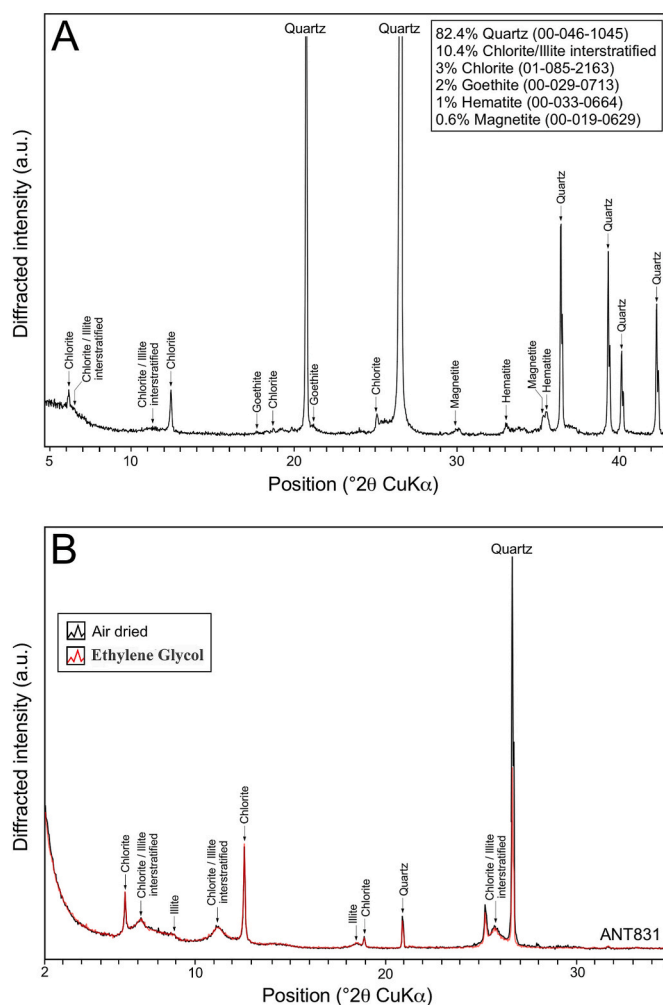 A
Quartz
Quartz
82.4% Quartz (00-046-1045)
10.4% Chlorite/Illite interstratified
3% Chlorite (01-085-2163)
2% Goethite (00-029-0713)
1% Hematite (00-033-0664)
0.6% Magnetite (00-019-0629)
Chlorite
Chlorite / Illite
interstratified
Chlorite / Illite
interstratified
Chlorite
Goethite
Chlorite
Goethite
Chlorite
Magnetite
Hematite
Magnetite
Hematite
Quartz
Quartz
Quartz
Quartz
Diffracted intensity (a.u.)
5 10 20 30 40
Position (°2θ CuKα)
B
Quartz
Air dried
Ethylene Glycol
Chlorite
Chlorite / Illite
interstratified
Illite
Chlorite / Illite
interstratified
Chlorite
Illite
Chlorite
Quartz
Chlorite / Illite
interstratified
ANT831
Diffracted intensity (a.u.)
2 10 20 30
Position (°2θ CuKα)